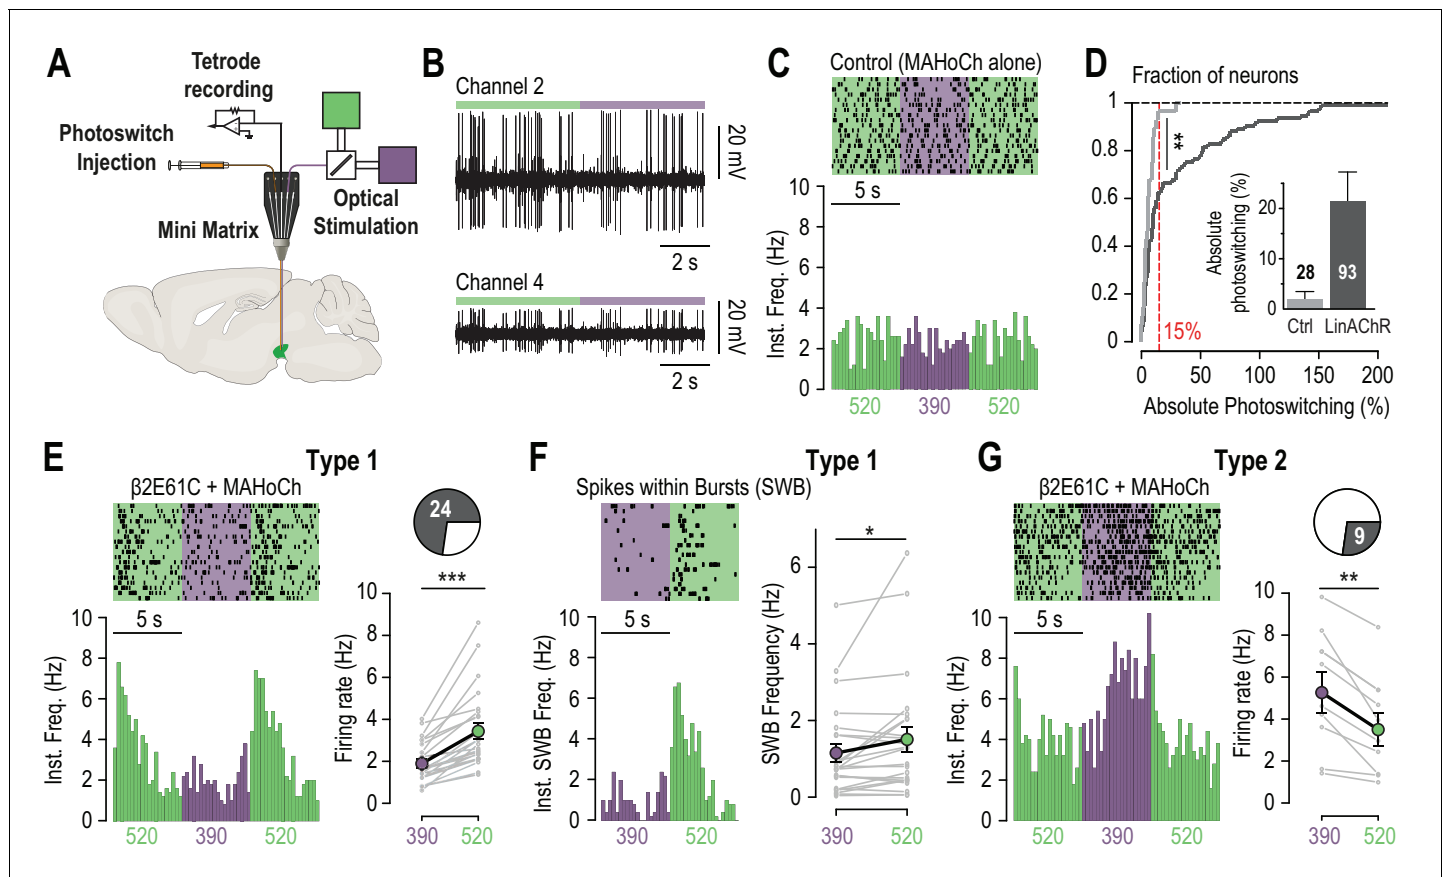 A
Tetrode
recording
Photoswitch
Injection
Mini Matrix
Optical
Stimulation
B
Channel 2
20 mV
2 s
Channel 4
20 mV
2 s
C
Control (MAHoCh alone)
10
8
6
4
2
0
Inst. Freq. (Hz)
5 s
520
390
520
D
Fraction of neurons
1
0.8
0.6
0.4
0.2
0
**
15%
0
50
100
150
200
Absolute Photoswitching (%)
Absolute
photoswitching (%)
20
10
0
28
93
Ctrl
LinAChR
E
Type 1
β2E61C + MAHoCh
24
10
8
6
4
2
0
Inst. Freq. (Hz)
5 s
520
390
520
10
8
6
4
2
0
Firing rate (Hz)
***
390
520
F
Type 1
Spikes within Bursts (SWB)
10
8
6
4
2
0
Inst. SWB Freq. (Hz)
5 s
390
520
6
4
2
0
SWB Frequency (Hz)
*
390
520
G
Type 2
β2E61C + MAHoCh
9
10
8
6
4
2
0
Inst. Freq. (Hz)
5 s
520
390
520
10
8
6
4
2
0
Firing rate (Hz)
**
390
520